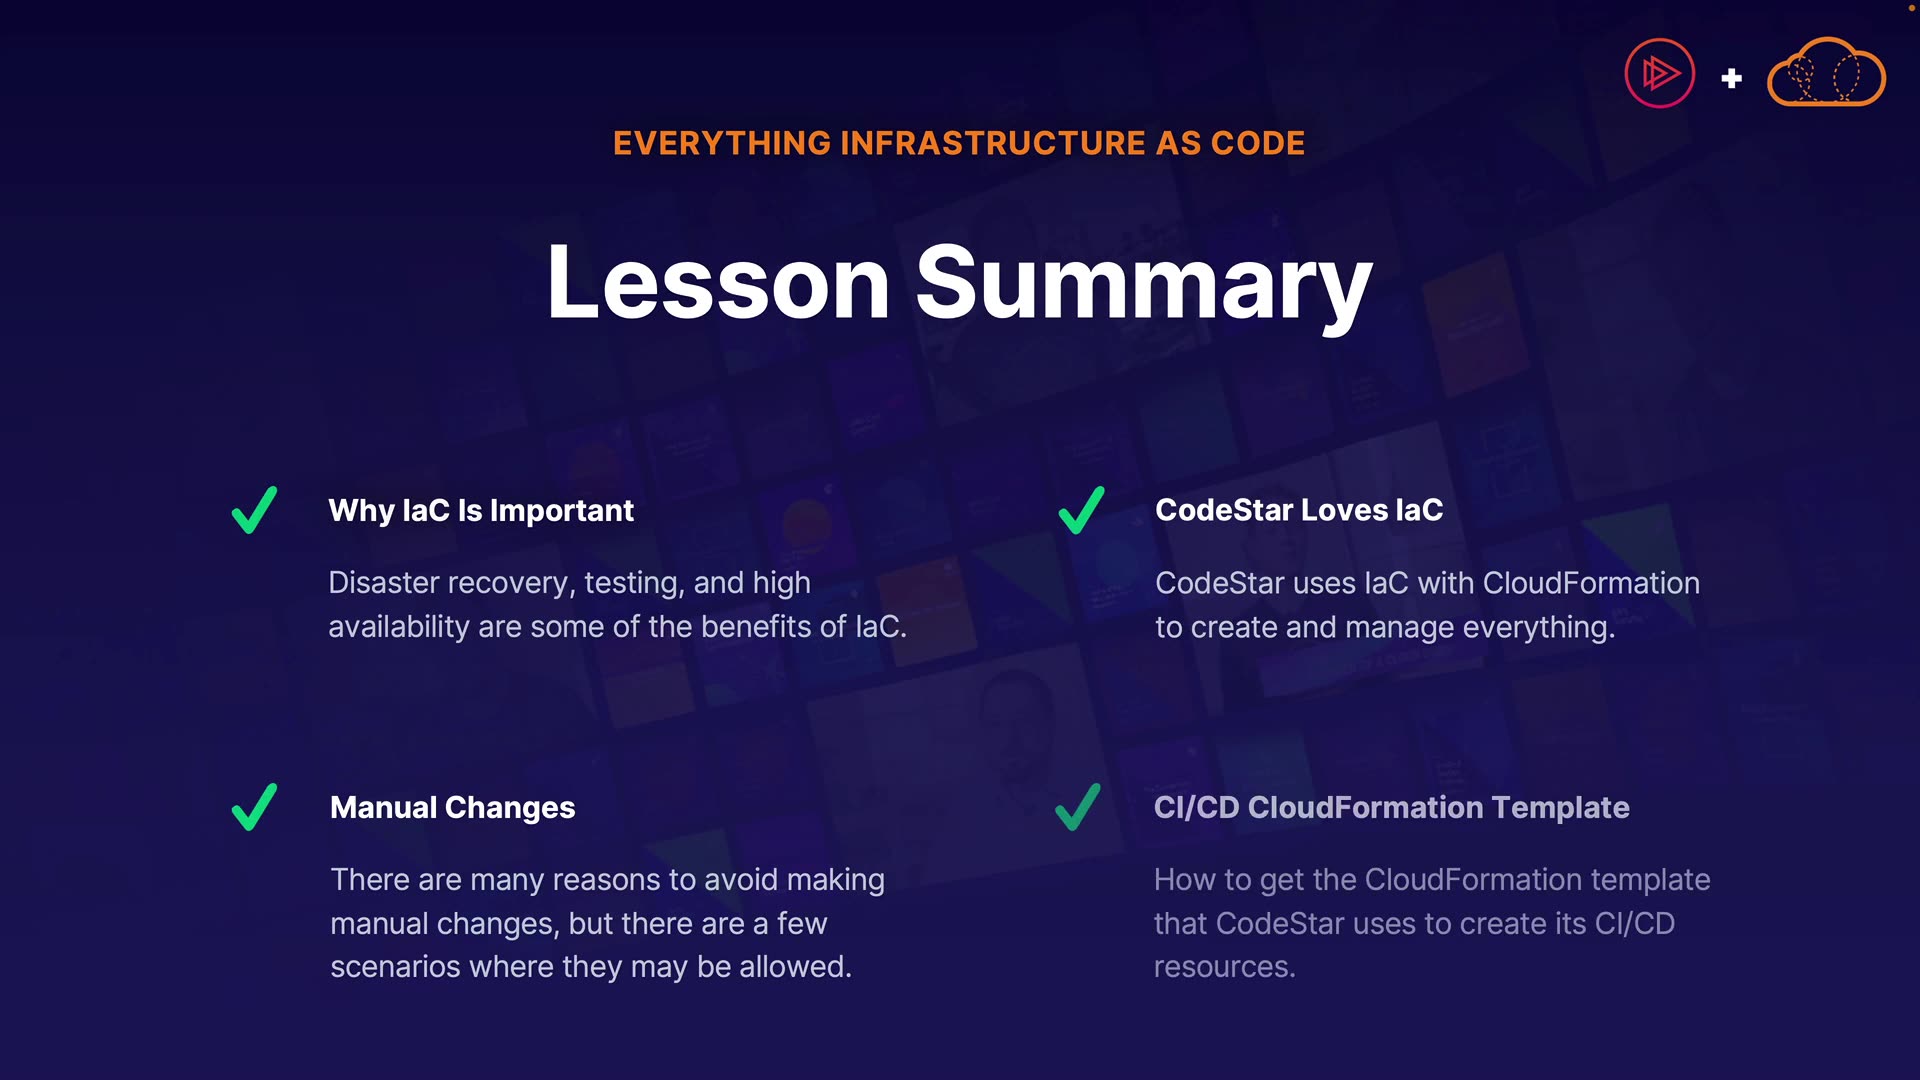 EVERYTHING INFRASTRUCTURE AS CODE
Lesson Summary
Why IaC Is Important
Disaster recovery, testing, and high
availability are some of the benefits of IaC.
CodeStar Loves IaC
CodeStar uses IaC with CloudFormation
to create and manage everything.
Manual Changes
There are many reasons to avoid making
manual changes, but there are a few
scenarios where they may be allowed.
CI/CD CloudFormation Template
How to get the CloudFormation template
that CodeStar uses to create its CI/CD
resources.